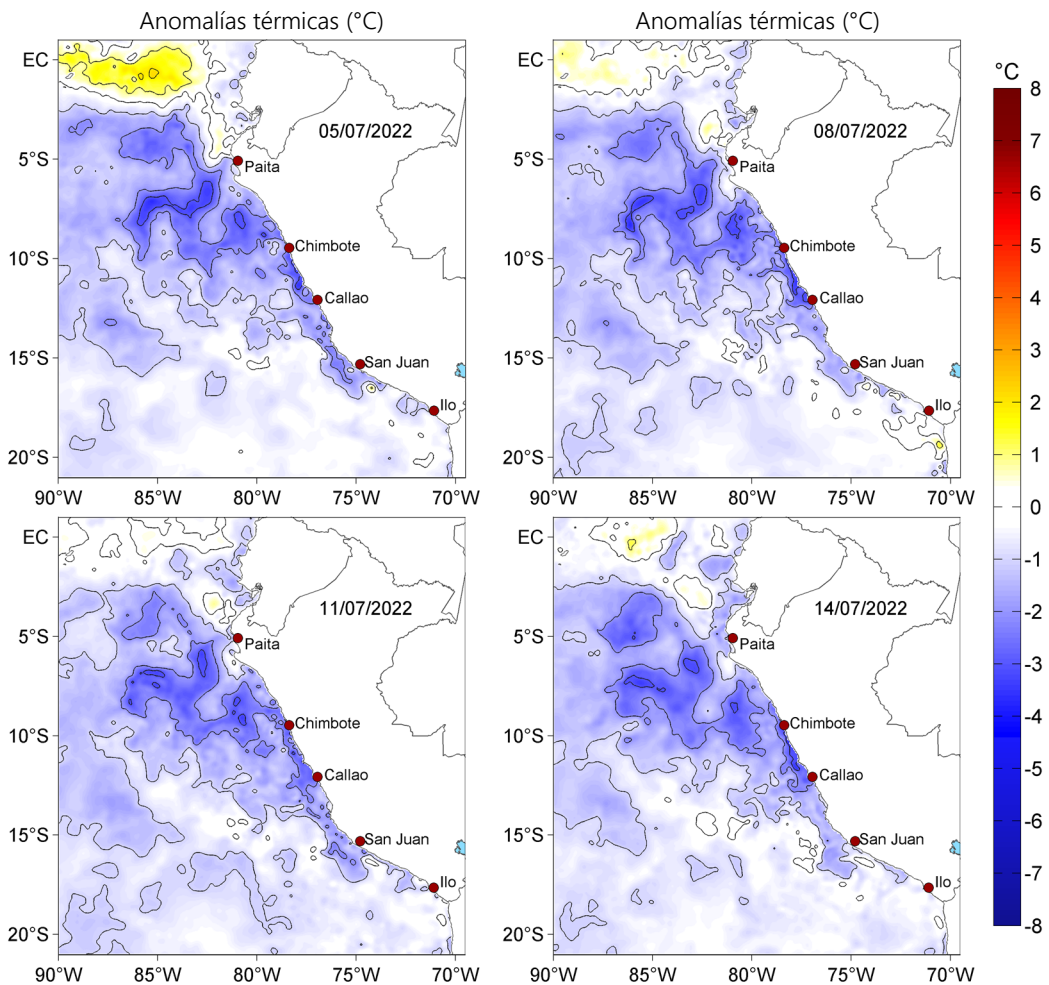 Anomalías térmicas (°C)
Anomalías térmicas (°C)
EC
5°S
10°S
15°S
20°S
90°W
85°W
80°W
75°W
70°W
05/07/2022
Paita
Chimbote
Callao
San Juan
Ilo
EC
5°S
10°S
15°S
20°S
90°W
85°W
80°W
75°W
70°W
08/07/2022
Paita
Chimbote
Callao
San Juan
Ilo
°C
8
7
6
5
4
3
2
1
0
-1
-2
-3
-4
-5
-6
-7
-8
EC
5°S
10°S
15°S
20°S
90°W
85°W
80°W
75°W
70°W
11/07/2022
Paita
Chimbote
Callao
San Juan
Ilo
EC
5°S
10°S
15°S
20°S
90°W
85°W
80°W
75°W
70°W
14/07/2022
Paita
Chimbote
Callao
San Juan
Ilo